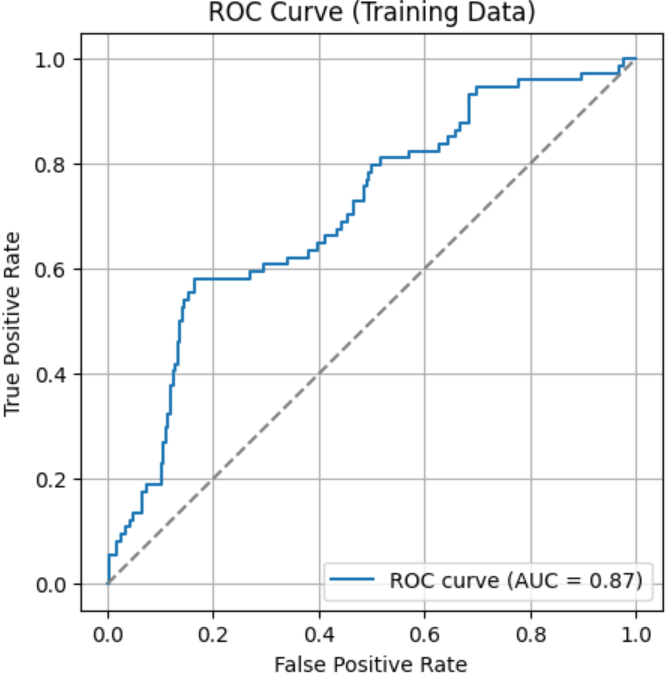 ROC Curve (Training Data)
1.0
0.8
0.6
0.4
0.2
0.0
True Positive Rate
ROC curve (AUC = 0.87)
0.0 0.2 0.4 0.6 0.8 1.0
False Positive Rate